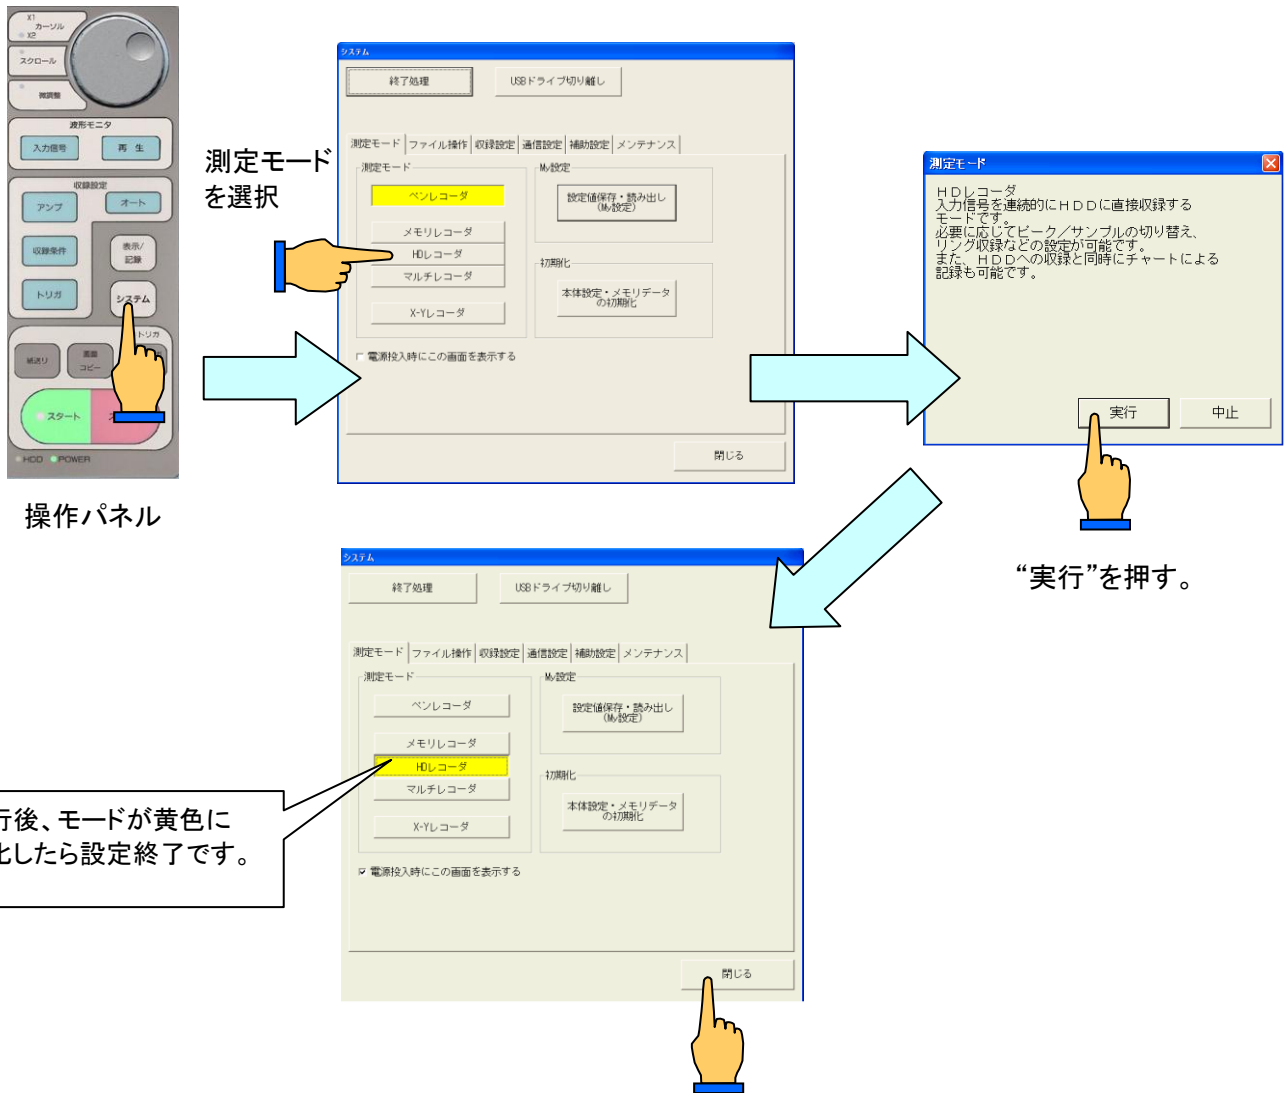 X1
カーソル
X2
スクロール
微調整
波形モニタ
入力信号
再 生
収録設定
アンプ
オート
収録条件
表示/
記録
トリガ
システム
トリガ
紙送り
画面
コピー
スタート
HDD
POWER
操作パネル
測定モード
を選択
システム
終了処理
USBドライブ切り離し
測定モード
ファイル操作
収録設定
通信設定
補助設定
メンテナンス
測定モード
ペンレコーダ
メモリレコーダ
HDレコーダ
マルチレコーダ
X-Yレコーダ
My設定
設定値保存・読み出し
(My設定)
初期化
本体設定・メモリデータ
の初期化
電源投入時にこの画面を表示する
閉じる
測定モード
HDレコーダ
入力信号を連続的にHDDに直接収録する
モードです。
必要に応じてピーク/サンプルの切り替え、
リング収録などの設定が可能です。
また、HDDへの収録と同時にチャートによる
記録も可能です。
実行
中止
“実行”を押す。
システム
終了処理
USBドライブ切り離し
測定モード
ファイル操作
収録設定
通信設定
補助設定
メンテナンス
測定モード
ペンレコーダ
メモリレコーダ
HDレコーダ
マルチレコーダ
X-Yレコーダ
My設定
設定値保存・読み出し
(My設定)
初期化
本体設定・メモリデータ
の初期化
電源投入時にこの画面を表示する
閉じる
行後、モードが黄色に
化したら設定終了です。